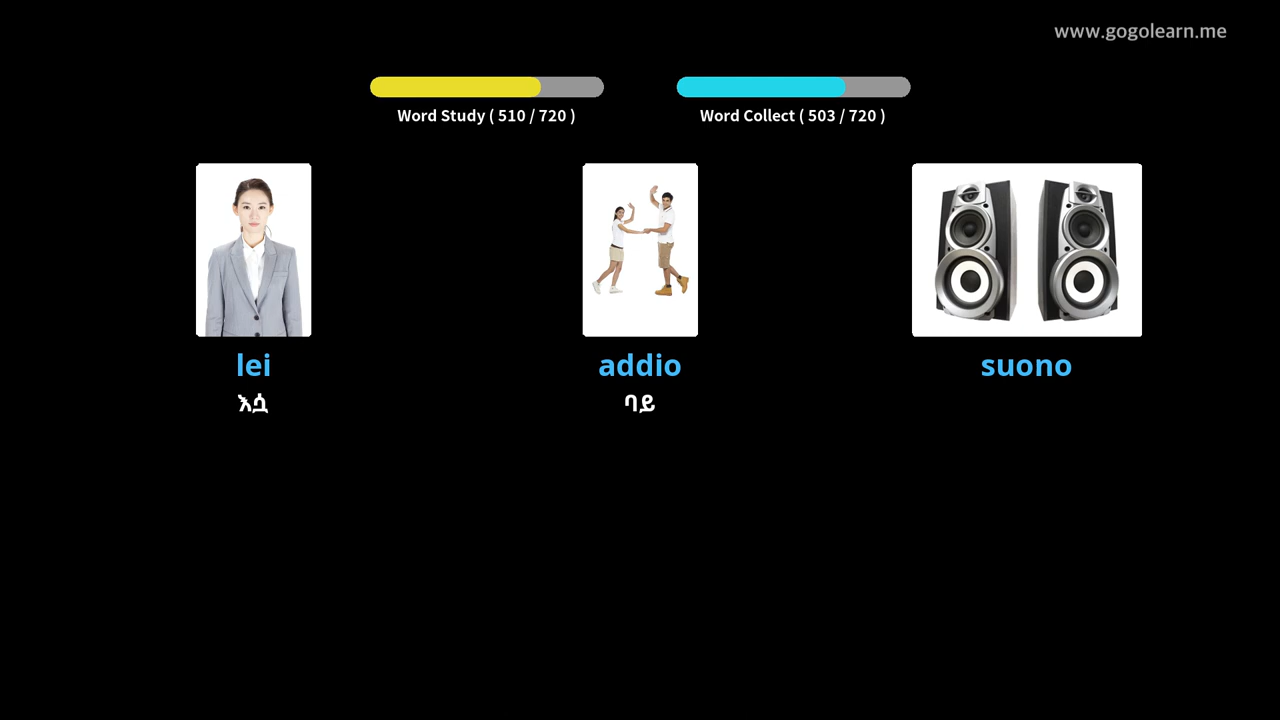 www.gogolearn.me
Word Study ( 510 / 720 )
Word Collect ( 503 / 720 )
lei
addio
suono
እሷ
ባይ